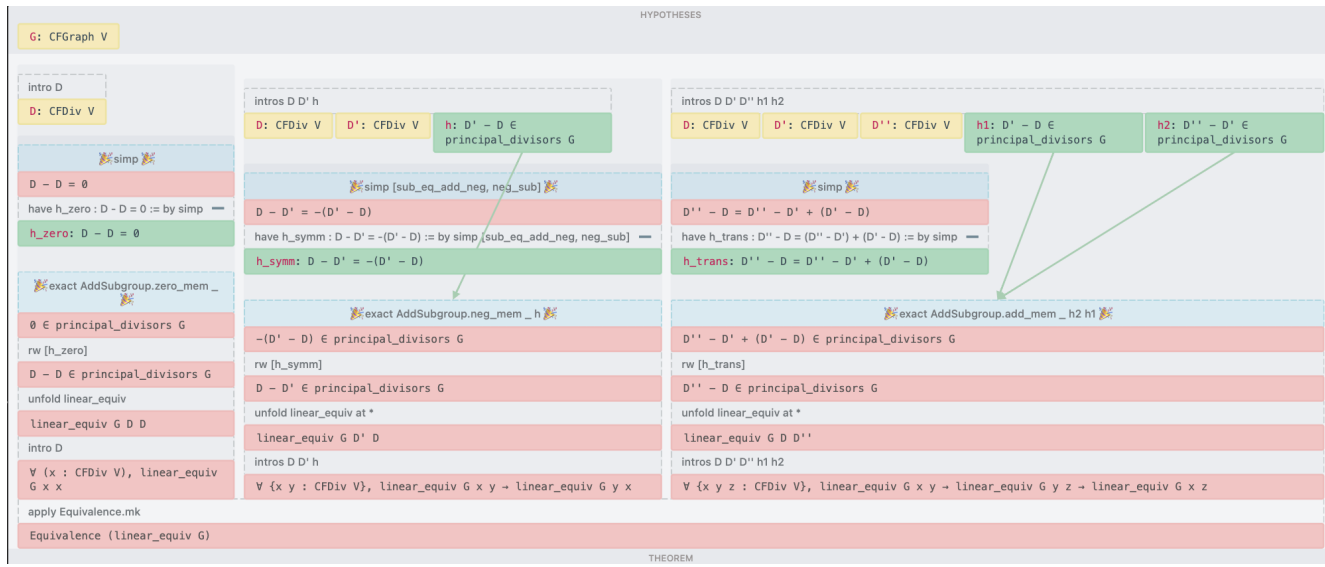 HYPOTHESES
G: CFGraph V
intro D
D: CFDiv V
🎉simp 🎉
D − D = 0
have h_zero : D - D = 0 := by simp
h_zero: D − D = 0
🎉exact AddSubgroup.zero_mem _
🎉
0 ∈ principal_divisors G
rw [h_zero]
D − D ∈ principal_divisors G
unfold linear_equiv
linear_equiv G D D
intro D
∀ (x : CFDiv V), linear_equiv
G x x
intros D D' h
D: CFDiv V
D': CFDiv V
h: D' − D ∈
principal_divisors G
🎉simp [sub_eq_add_neg, neg_sub] 🎉
D − D' = -(D' − D)
have h_symm : D - D' = -(D' - D) := by simp [sub_eq_add_neg, neg_sub]
h_symm: D − D' = -(D' − D)
🎉exact AddSubgroup.neg_mem _ h 🎉
-(D' − D) ∈ principal_divisors G
rw [h_symm]
D − D' ∈ principal_divisors G
unfold linear_equiv at *
linear_equiv G D' D
intros D D' h
∀ {x y : CFDiv V}, linear_equiv G x y → linear_equiv G y x
intros D D' D'' h1 h2
D: CFDiv V
D': CFDiv V
D'': CFDiv V
h1: D' − D ∈
principal_divisors G
h2: D'' − D' ∈
principal_divisors G
🎉simp 🎉
D'' − D = D'' − D' + (D' − D)
have h_trans : D'' - D = (D'' - D') + (D' - D) := by simp
h_trans: D'' − D = D'' − D' + (D' − D)
🎉exact AddSubgroup.add_mem _ h2 h1 🎉
D'' − D' + (D' − D) ∈ principal_divisors G
rw [h_trans]
D'' − D ∈ principal_divisors G
unfold linear_equiv at *
linear_equiv G D D''
intros D D' D'' h1 h2
∀ {x y z : CFDiv V}, linear_equiv G x y → linear_equiv G y z → linear_equiv G x z
apply Equivalence.mk
Equivalence (linear_equiv G)
THEOREM